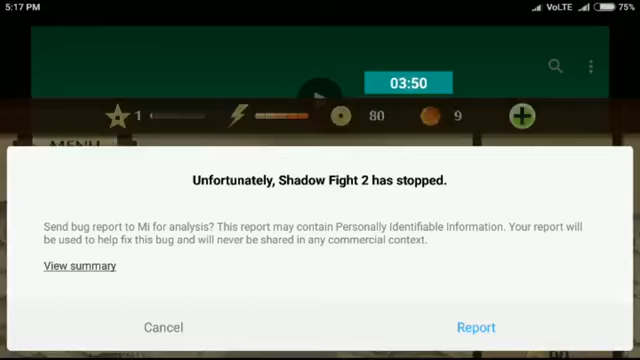 5:17 PM VoLTE 75%
03:50
1 80 9
MENU
Unfortunately, Shadow Fight 2 has stopped.
Send bug report to Mi for analysis? This report may contain Personally Identifiable Information. Your report will
be used to help fix this bug and will never be shared in any commercial context.
View summary
Cancel Report